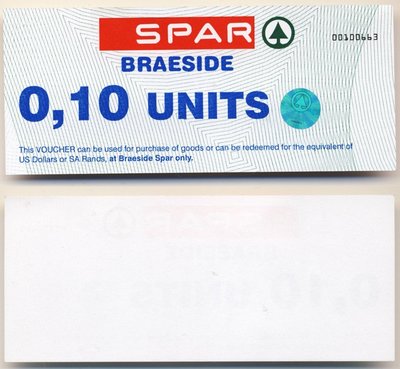 SPAR
00100663
BRAESIDE
0,10 UNITS
This VOUCHER can be used for purchase of goods or can be redeemed for the equivalent of
US Dollars or SA Rands, at Braeside Spar only.